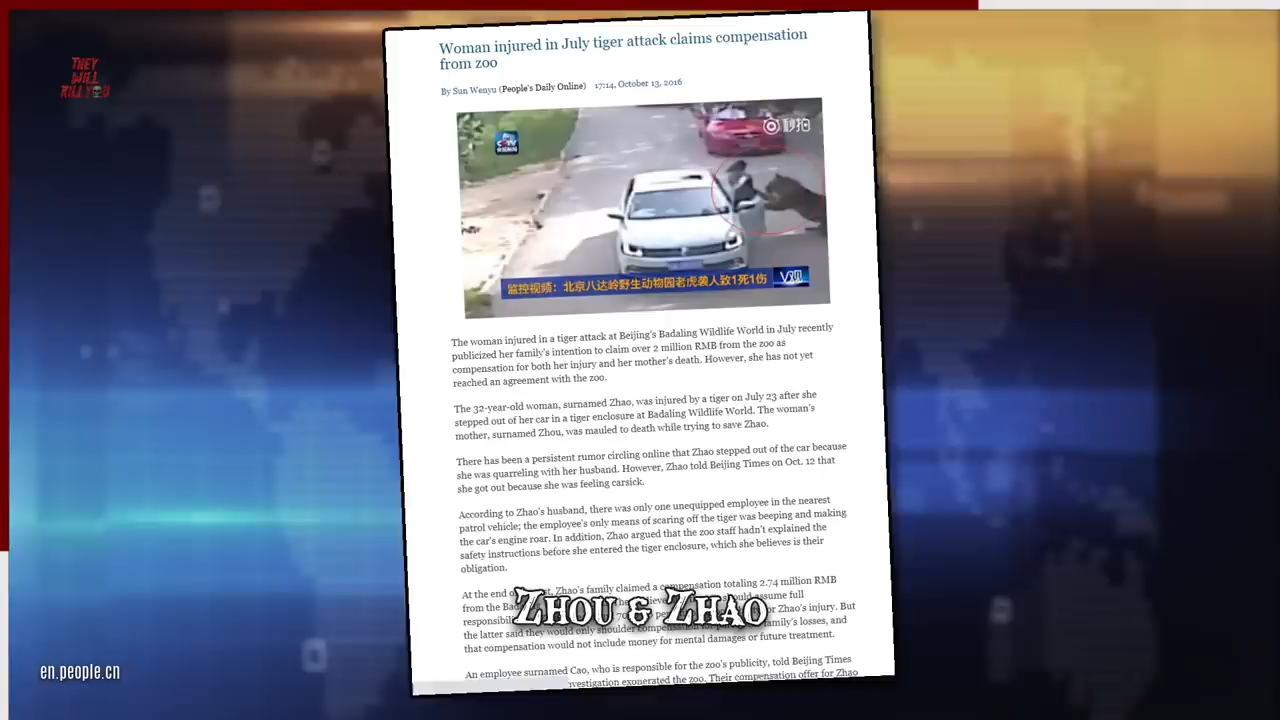 THEY
WILL
KILL YOU
Woman injured in July tiger attack claims compensation
from zoo
By Sun Wenyu (People's Daily Online) 17:14, October 13, 2016
CCTV
秒拍
监控视频：北京八达岭野生动物园老虎袭人致1死1伤
V观
The woman injured in a tiger attack at Beijing's Badaling Wildlife World in July recently
publicized her family's intention to claim over 2 million RMB from the zoo as
compensation for both her injury and her mother's death. However, she has not yet
reached an agreement with the zoo.
The 32-year-old woman, surnamed Zhao, was injured by a tiger on July 23 after she
stepped out of her car in a tiger enclosure at Badaling Wildlife World. The woman's
mother, surnamed Zhou, was mauled to death while trying to save Zhao.
There has been a persistent rumor circling online that Zhao stepped out of the car because
she was quarreling with her husband. However, Zhao told Beijing Times on Oct. 12 that
she got out because she was feeling carsick.
According to Zhao's husband, there was only one unequipped employee in the nearest
patrol vehicle; the employee's only means of scaring off the tiger was beeping and making
the car's engine roar. In addition, Zhao argued that the zoo staff hadn't explained the
safety instructions before she entered the tiger enclosure, which she believes is their
obligation.
At the end of Zhao's family claimed a compensation totaling 2.74 million RMB
from the assume full
responsibil for Zhao's injury. But
the latter said they would only shoulder compensation for family's losses, and
that compensation would not include money for mental damages or future treatment.
An employee surnamed Cao, who is responsible for the zoo's publicity, told Beijing Times
investigation exonerated the zoo. Their compensation offer for Zhao
ZHOU & ZHAO
en.people.cn